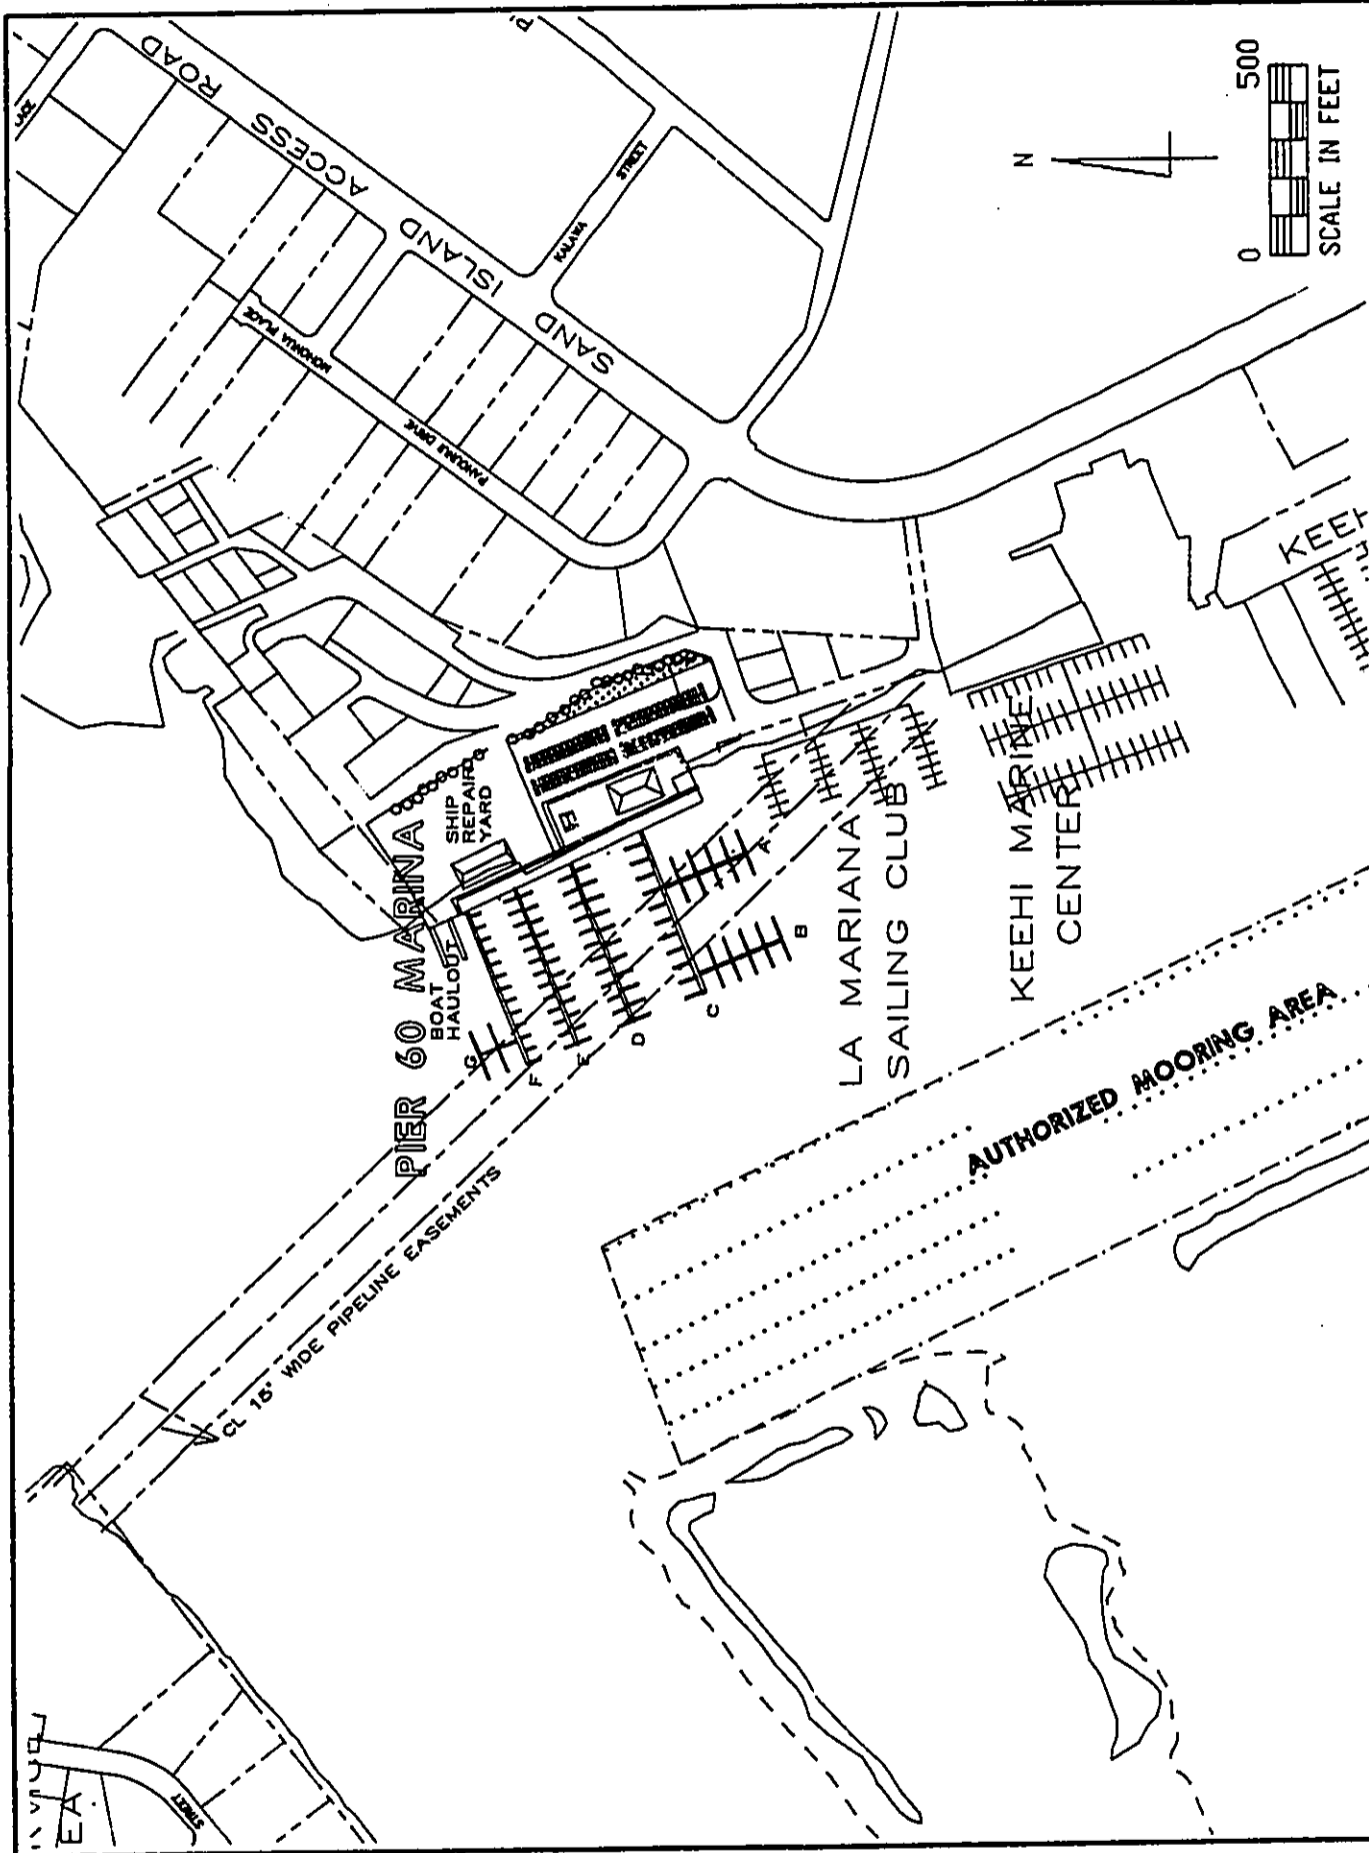 SAND ISLAND ACCESS ROAD
MOHONUA PLACE
PAHOUNUI DRIVE
KALAWA STREET
N
0 500
SCALE IN FEET
PIER 60 MARINA
BOAT
HAULOUT
SHIP
REPAIR
YARD
G
F
E
D
C
B
A
LA MARIANA
SAILING CLUB
KEEHI MARINE
CENTER
KEEH
AUTHORIZED MOORING AREA
CL 15' WIDE PIPELINE EASEMENTS
EA
STREET